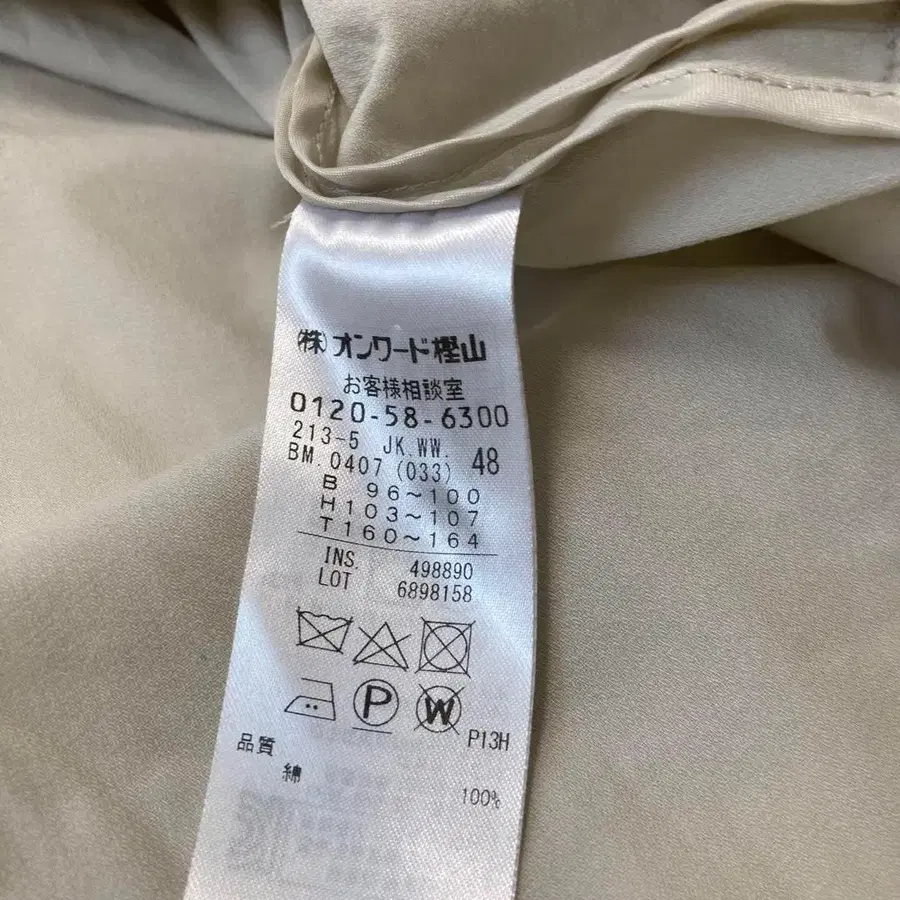 (株)オンワード樫山
お客様相談室
0120-58-6300
213-5 JK.WW. 48
BM.0407(033)
B 96~100
H103~107
T160~164
INS. 498890
LOT 6898158
P W P13H
品質
綿 100%